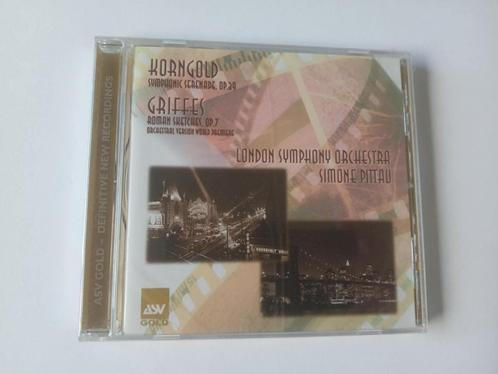 KORNGOLD
SYMPHONIC SERENADE, OP.39
GRIFFES
ROMAN SKETCHES, OP.7
ORCHESTRAL VERSION WORLD PREMIERE
LONDON SYMPHONY ORCHESTRA
SIMONE PITTAU
ASV GOLD – DEFINITIVE NEW RECORDINGS
ASV
GOLD